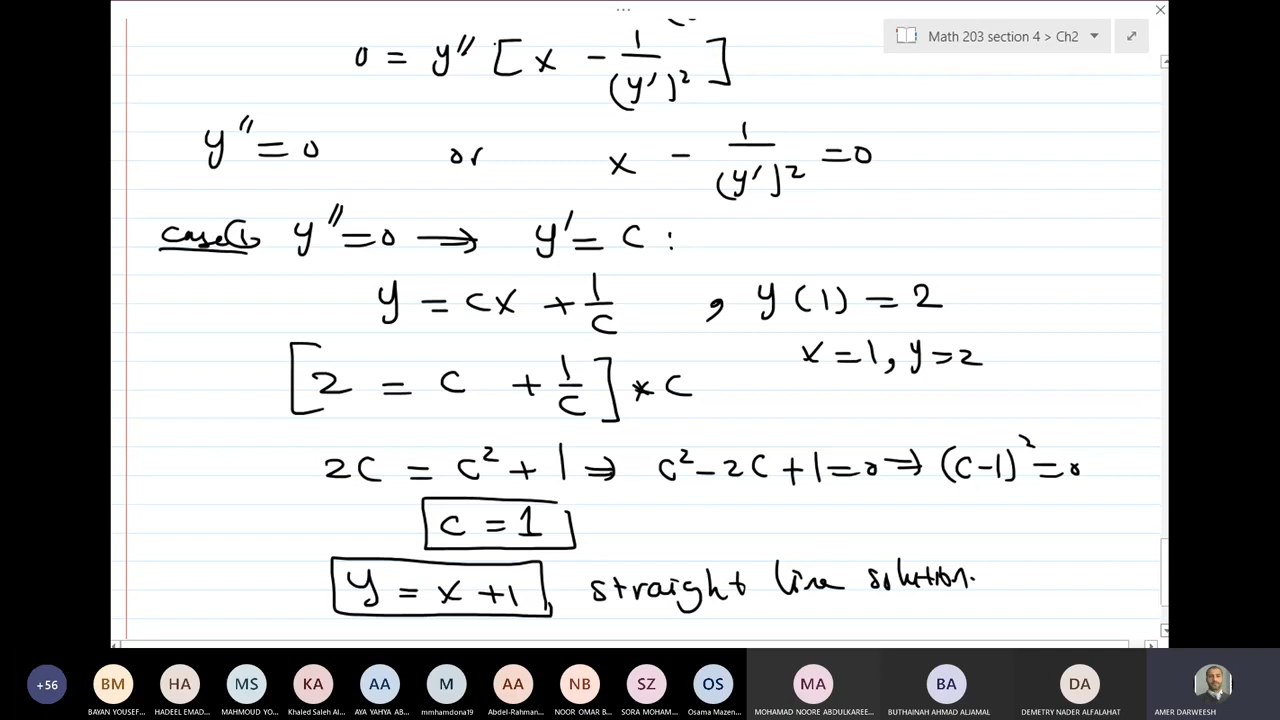 Math 203 section 4 > Ch2
0 = y'' [x - 1/(y')²]
y'' = 0 or x - 1/(y')² = 0
case(1) y'' = 0 ⟶ y' = c :
y = cx + 1/c , y(1) = 2
x = 1, y = 2
[2 = c + 1/c] * c
2c = c² + 1 ⇒ c² - 2c + 1 = 0 ⇒ (c-1)² = 0
c = 1
y = x + 1 straight line solution.
+56 BM HA MS KA AA M AA NB SZ OS MA BA DA
BAYAN YOUSEF... HADEEL EMAD... MAHMOUD YO... Khaled Saleh Al... AYA YAHYA AB... mmhamdona19 Abdel-Rahman... NOOR OMAR B... SORA MOHAM... Osama Mazen... MOHAMAD NOORE ABDULKAREE... BUTHAINAH AHMAD ALJAMAL DEMETRY NADER ALFALAHAT AMER DARWEESH